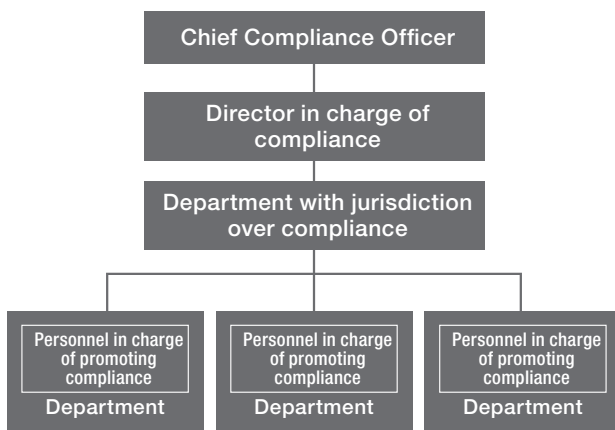 Chief Compliance Officer
Director in charge of
compliance
Department with jurisdiction
over compliance
Personnel in charge
of promoting
compliance
Department
Personnel in charge
of promoting
compliance
Department
Personnel in charge
of promoting
compliance
Department